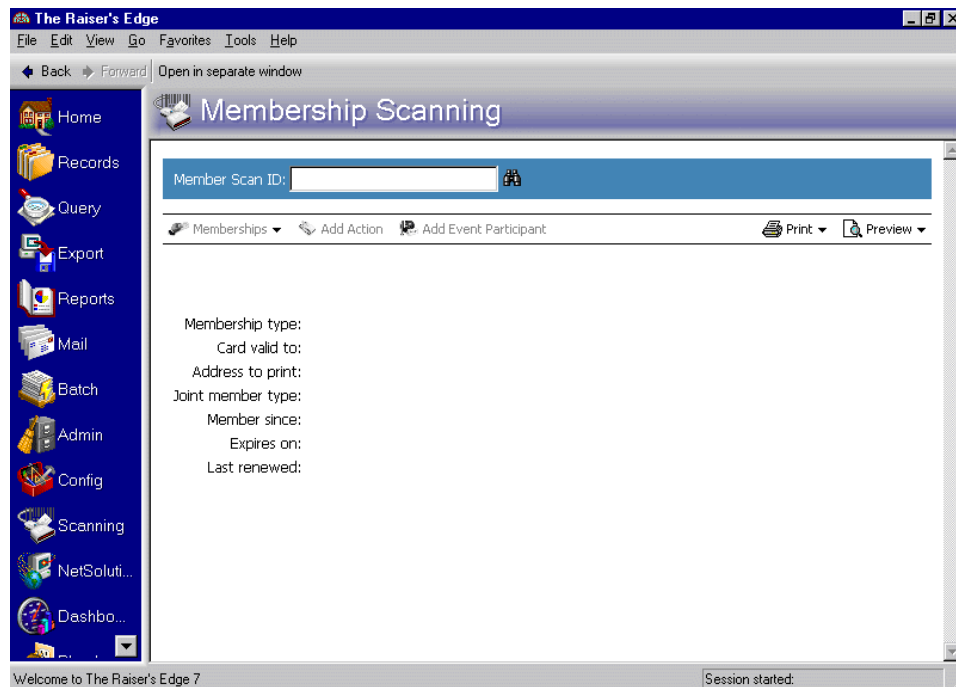 The Raiser's Edge
File Edit View Go Favorites Tools Help
Back Forward Open in separate window
Membership Scanning
Home
Records
Query
Export
Reports
Mail
Batch
Admin
Config
Scanning
NetSoluti...
Dashbo...
Member Scan ID:
Memberships Add Action Add Event Participant Print Preview
Membership type:
Card valid to:
Address to print:
Joint member type:
Member since:
Expires on:
Last renewed:
Welcome to The Raiser's Edge 7 Session started: